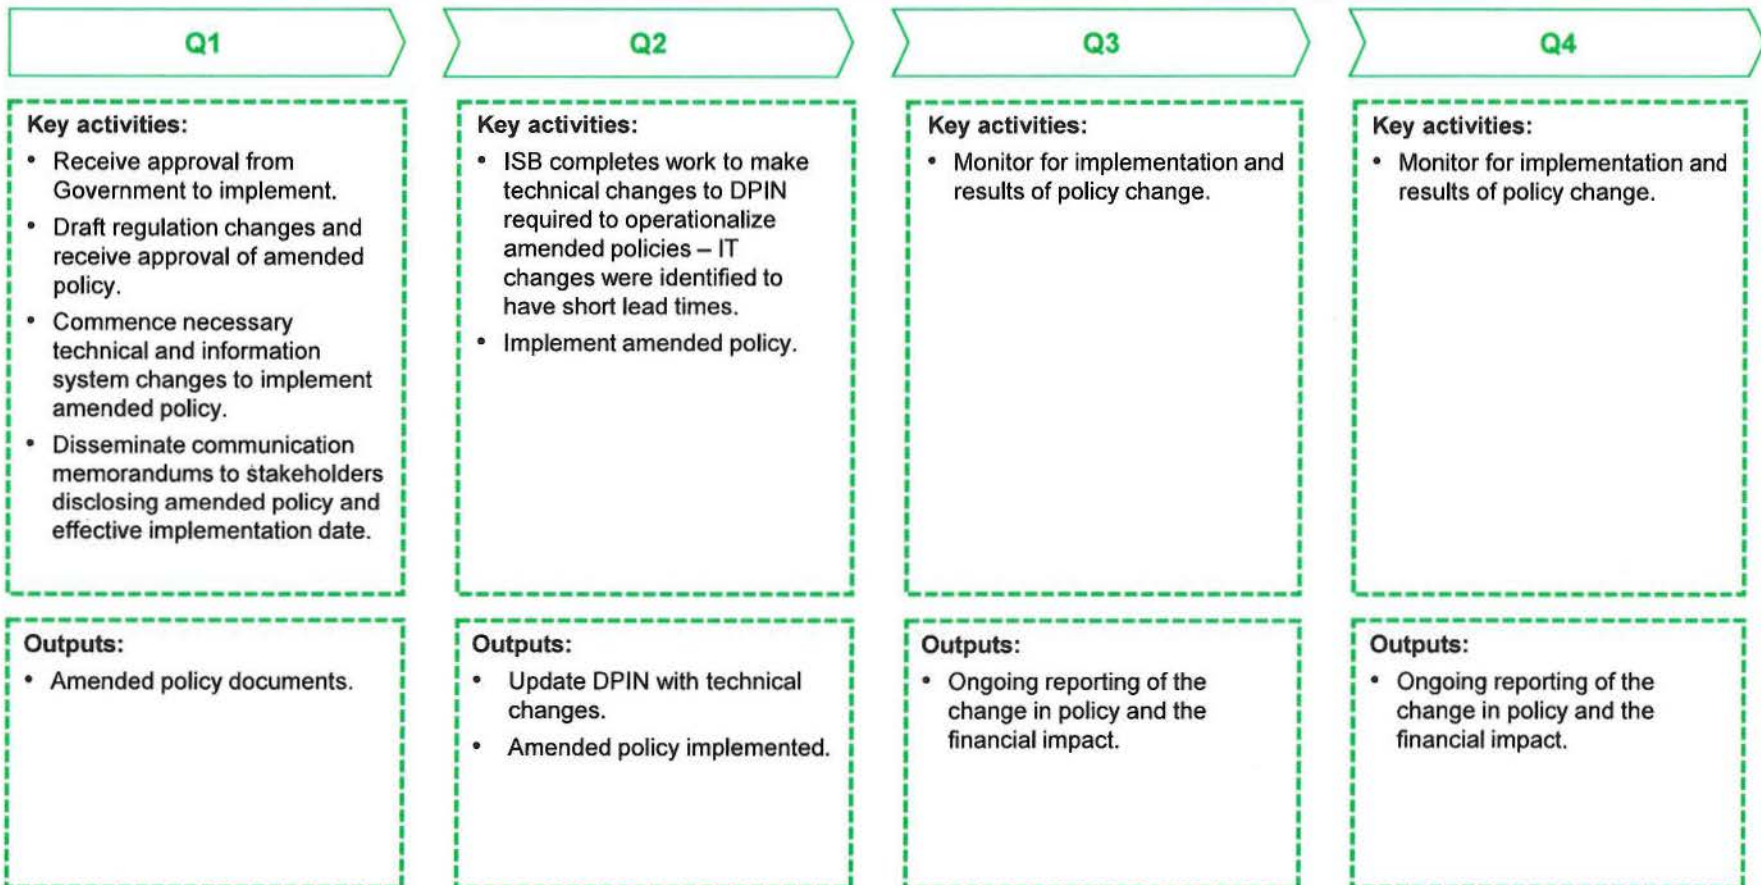 Q1
Key activities:
• Receive approval from
Government to implement.
• Draft regulation changes and
receive approval of amended
policy.
• Commence necessary
technical and information
system changes to implement
amended policy.
• Disseminate communication
memorandums to stakeholders
disclosing amended policy and
effective implementation date.
Outputs:
• Amended policy documents.
Q2
Key activities:
• ISB completes work to make
technical changes to DPIN
required to operationalize
amended policies – IT
changes were identified to
have short lead times.
• Implement amended policy.
Outputs:
• Update DPIN with technical
changes.
• Amended policy implemented.
Q3
Key activities:
• Monitor for implementation and
results of policy change.
Outputs:
• Ongoing reporting of the
change in policy and the
financial impact.
Q4
Key activities:
• Monitor for implementation and
results of policy change.
Outputs:
• Ongoing reporting of the
change in policy and the
financial impact.